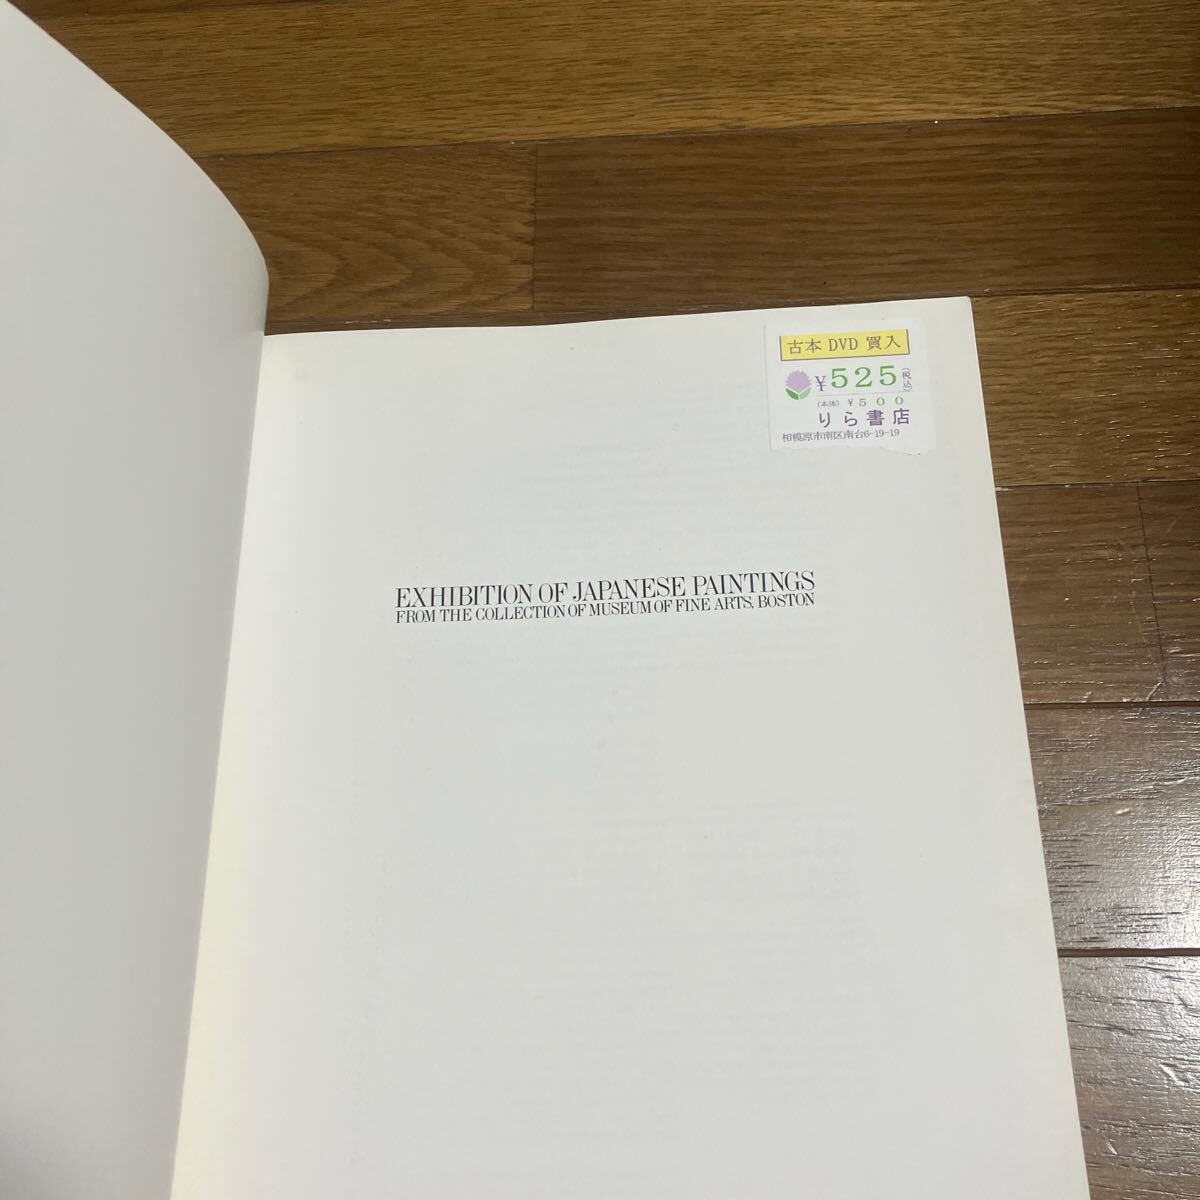 古本 DVD 買入
¥525(税込)
(本体) ¥500
りら書店
相模原市南区南台6-19-19
EXHIBITION OF JAPANESE PAINTINGS
FROM THE COLLECTION OF MUSEUM OF FINE ARTS, BOSTON